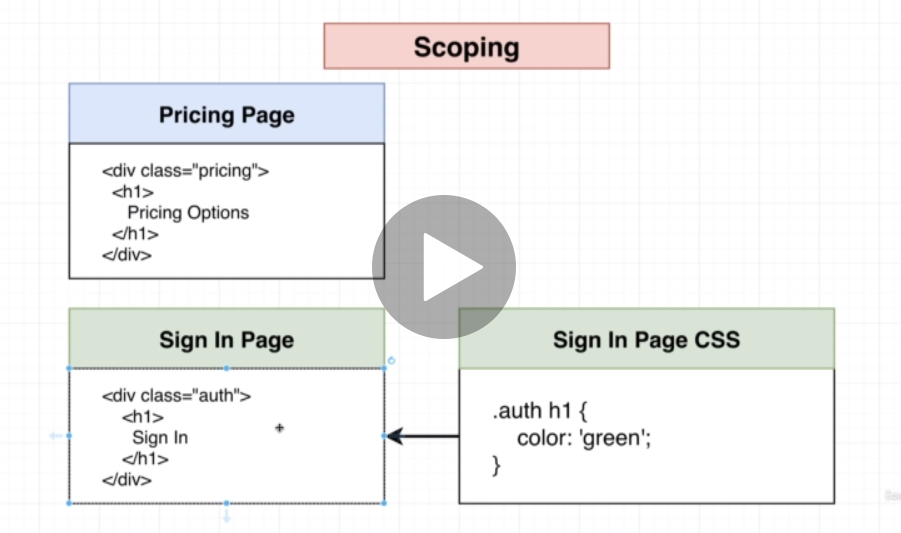 Scoping
Pricing Page
<div class="pricing">
<h1>
Pricing Options
</h1>
</div>
Sign In Page
<div class="auth">
<h1>
Sign In
</h1>
</div>
Sign In Page CSS
.auth h1 {
color: 'green';
}